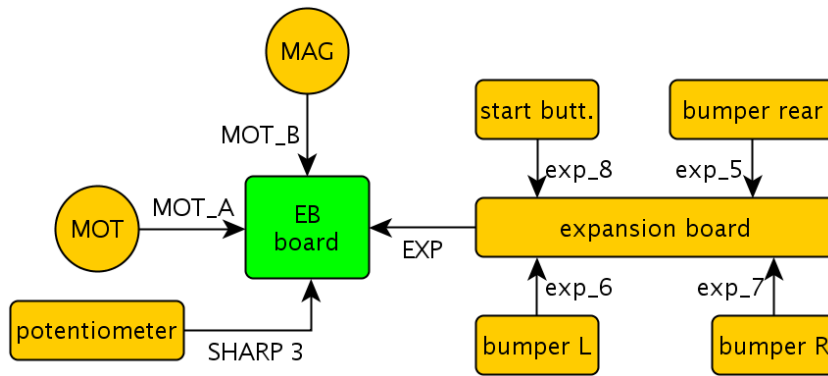 MAG
start butt.
bumper rear
MOT_B
exp_8
exp_5
MOT_A
MOT
EB
board
expansion board
EXP
exp_6
exp_7
potentiometer
SHARP 3
bumper L
bumper R